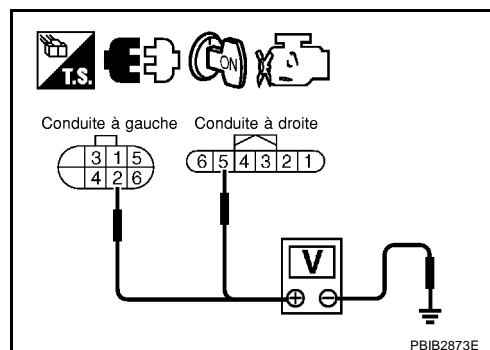 T.S.
ON
Conduite à gauche Conduite à droite
3 1 5
4 2 6
6 5 4 3 2 1
V
+ −
PBIB2873E